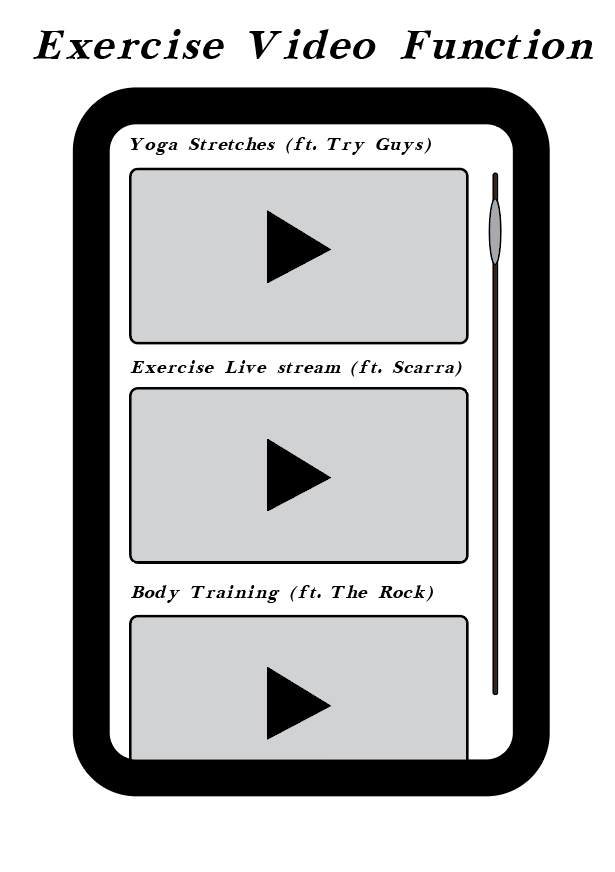 Exercise Video Function
Yoga Stretches (ft. Try Guys)
Exercise Live stream (ft. Scarra)
Body Training (ft. The Rock)